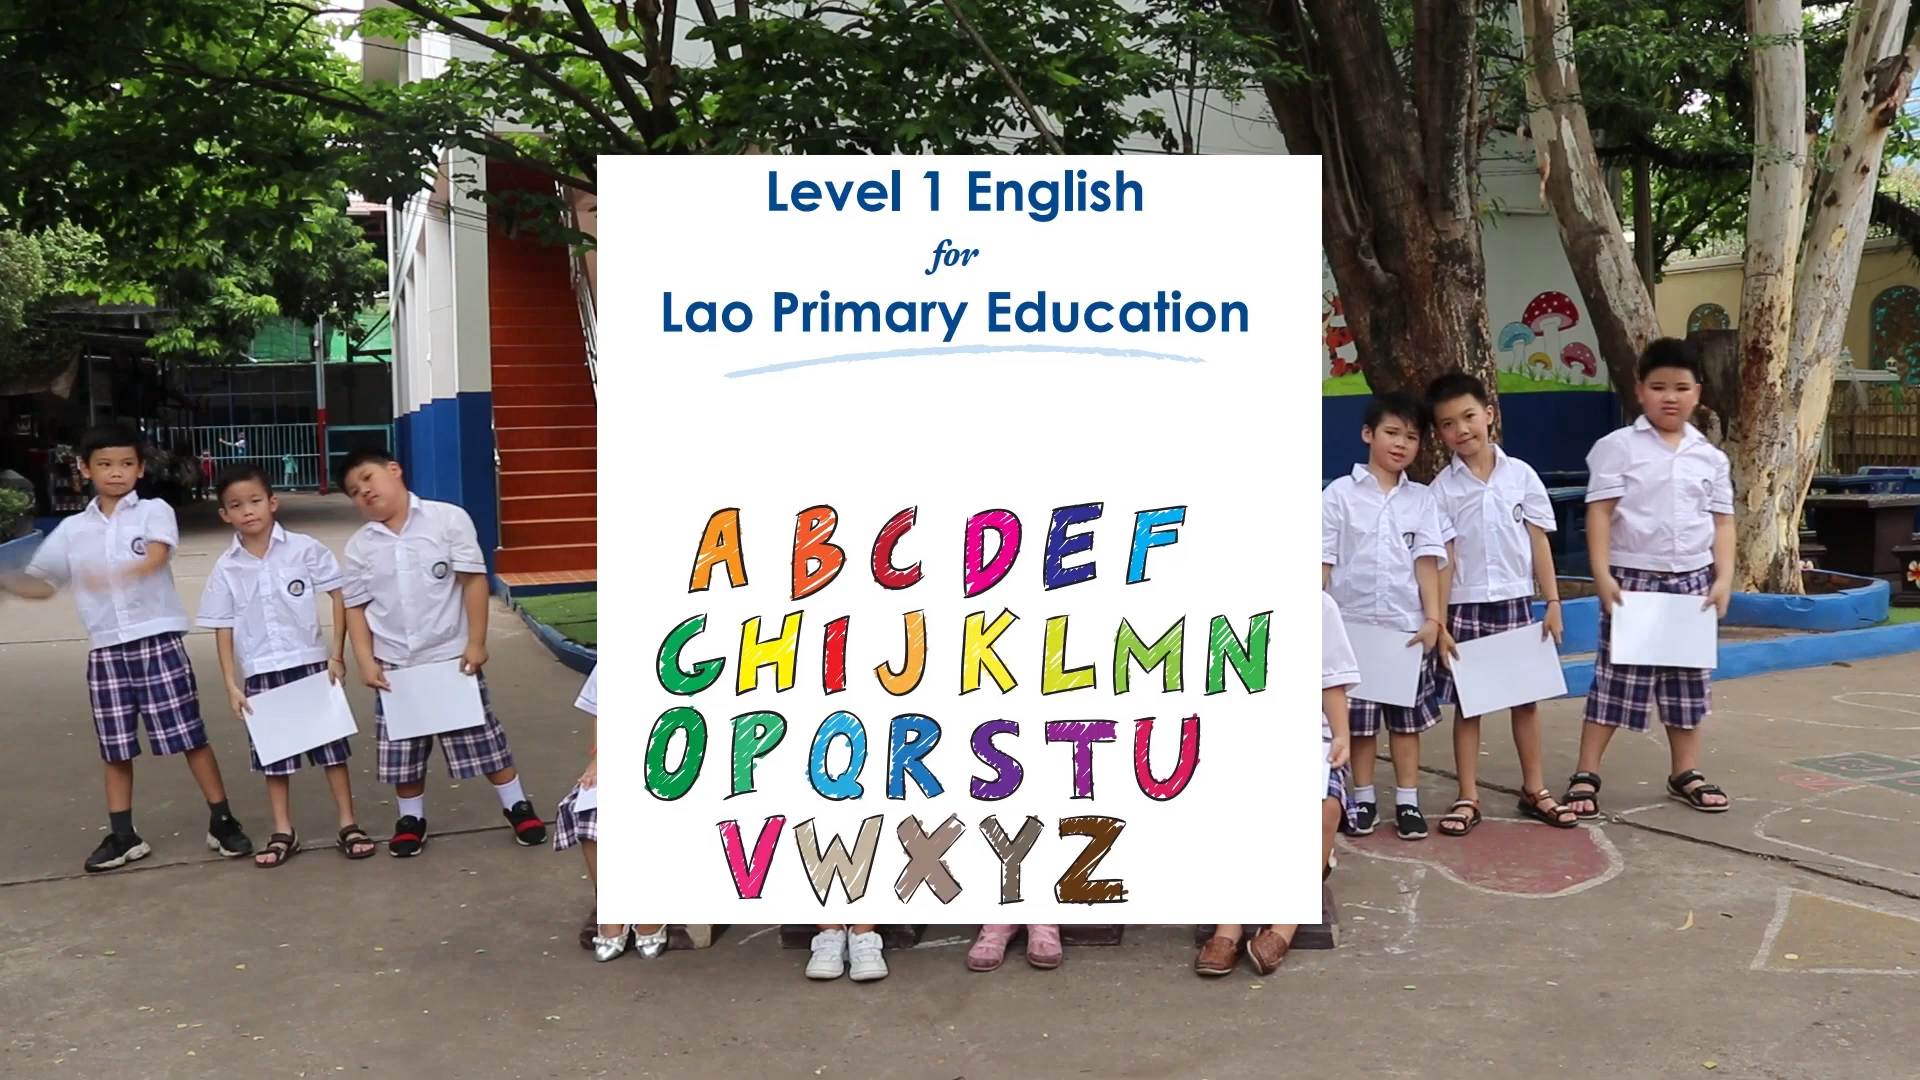 Level 1 English
for
Lao Primary Education
A B C D E F
G H I J K L M N
O P Q R S T U
V W X Y Z